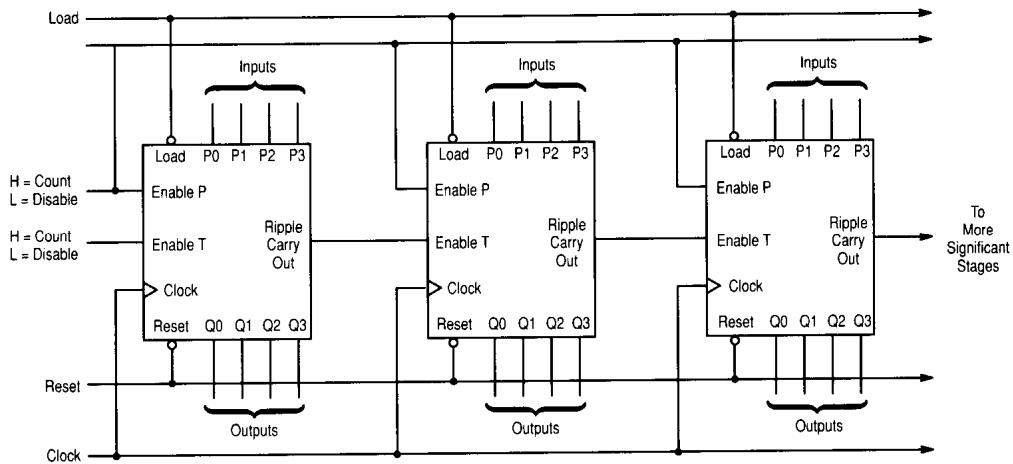 Load
Inputs
Inputs
Inputs
Load P0 P1 P2 P3
Load P0 P1 P2 P3
Load P0 P1 P2 P3
H = Count
L = Disable
Enable P
Enable P
Enable P
H = Count
L = Disable
Enable T
Ripple
Carry
Out
Enable T
Ripple
Carry
Out
Enable T
Ripple
Carry
Out
To
More
Significant
Stages
Clock
Clock
Clock
Reset Q0 Q1 Q2 Q3
Reset Q0 Q1 Q2 Q3
Reset Q0 Q1 Q2 Q3
Reset
Outputs
Outputs
Outputs
Clock